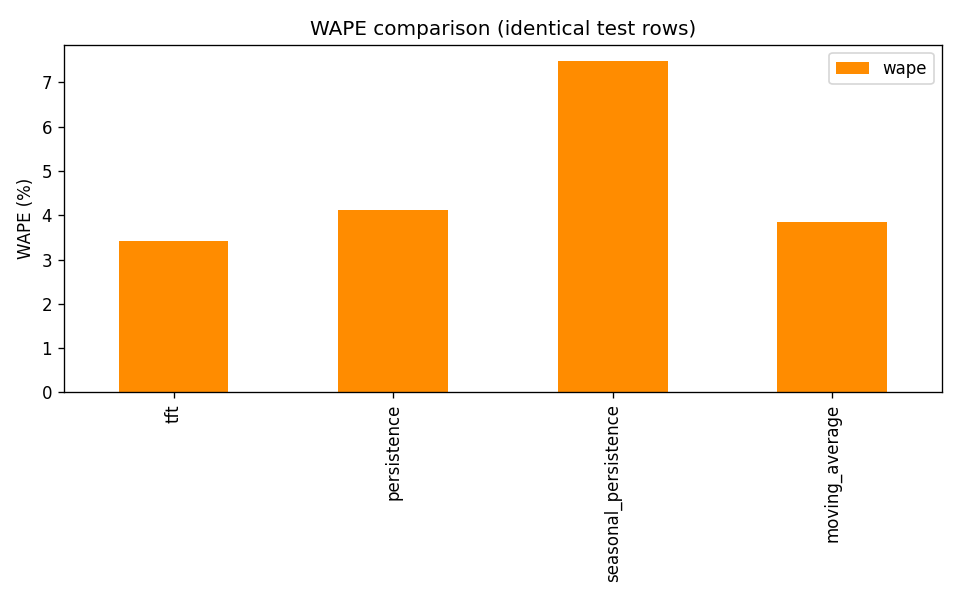 WAPE comparison (identical test rows)
wape
WAPE (%)
7
6
5
4
3
2
1
0
tft
persistence
seasonal_persistence
moving_average